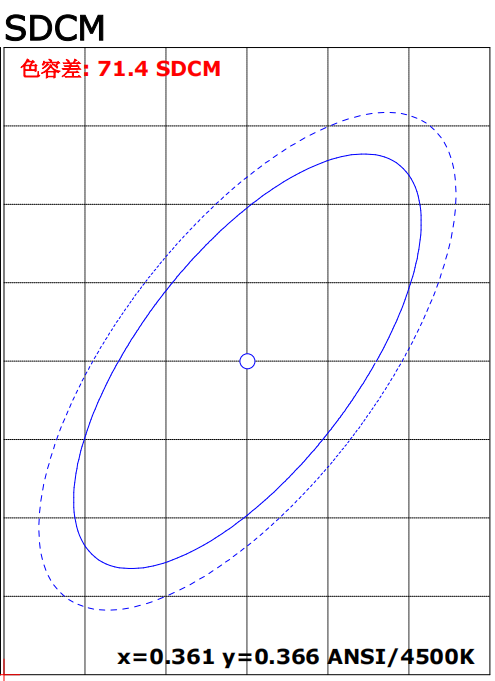 SDCM
色容差: 71.4 SDCM
x=0.361 y=0.366 ANSI/4500K